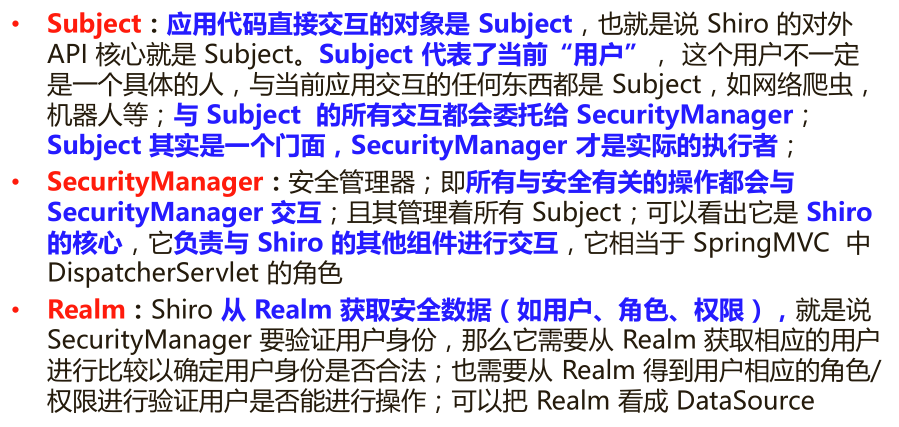 • Subject：应用代码直接交互的对象是 Subject，也就是说 Shiro 的对外
API 核心就是 Subject。Subject 代表了当前“用户”， 这个用户不一定
是一个具体的人，与当前应用交互的任何东西都是 Subject，如网络爬虫，
机器人等；与 Subject 的所有交互都会委托给 SecurityManager；
Subject 其实是一个门面，SecurityManager 才是实际的执行者；
• SecurityManager：安全管理器；即所有与安全有关的操作都会与
SecurityManager 交互；且其管理着所有 Subject；可以看出它是 Shiro
的核心，它负责与 Shiro 的其他组件进行交互，它相当于 SpringMVC 中
DispatcherServlet 的角色
• Realm：Shiro 从 Realm 获取安全数据（如用户、角色、权限），就是说
SecurityManager 要验证用户身份，那么它需要从 Realm 获取相应的用户
进行比较以确定用户身份是否合法；也需要从 Realm 得到用户相应的角色/
权限进行验证用户是否能进行操作；可以把 Realm 看成 DataSource